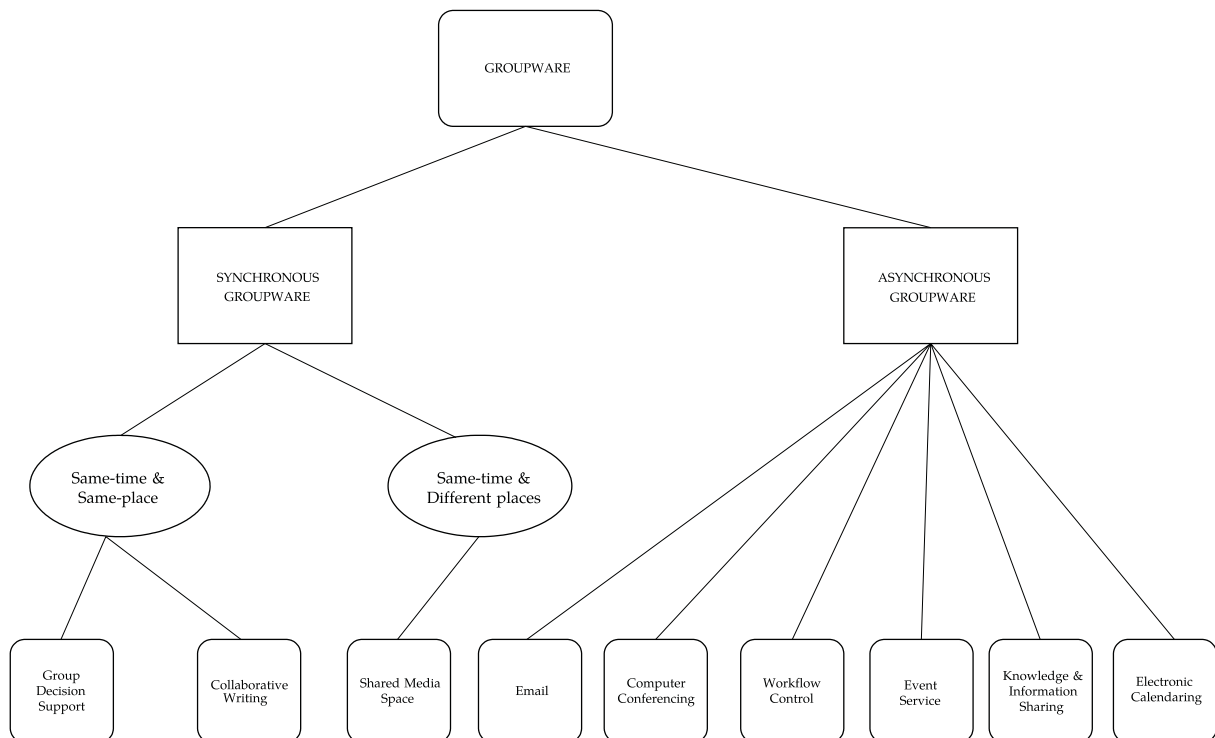 GROUPWARE
SYNCHRONOUS
GROUPWARE
ASYNCHRONOUS
GROUPWARE
Same-time &
Same-place
Same-time &
Different places
Group
Decision
Support
Collaborative
Writing
Shared Media
Space
Email
Computer
Conferencing
Workflow
Control
Event
Service
Knowledge &
Information
Sharing
Electronic
Calendaring